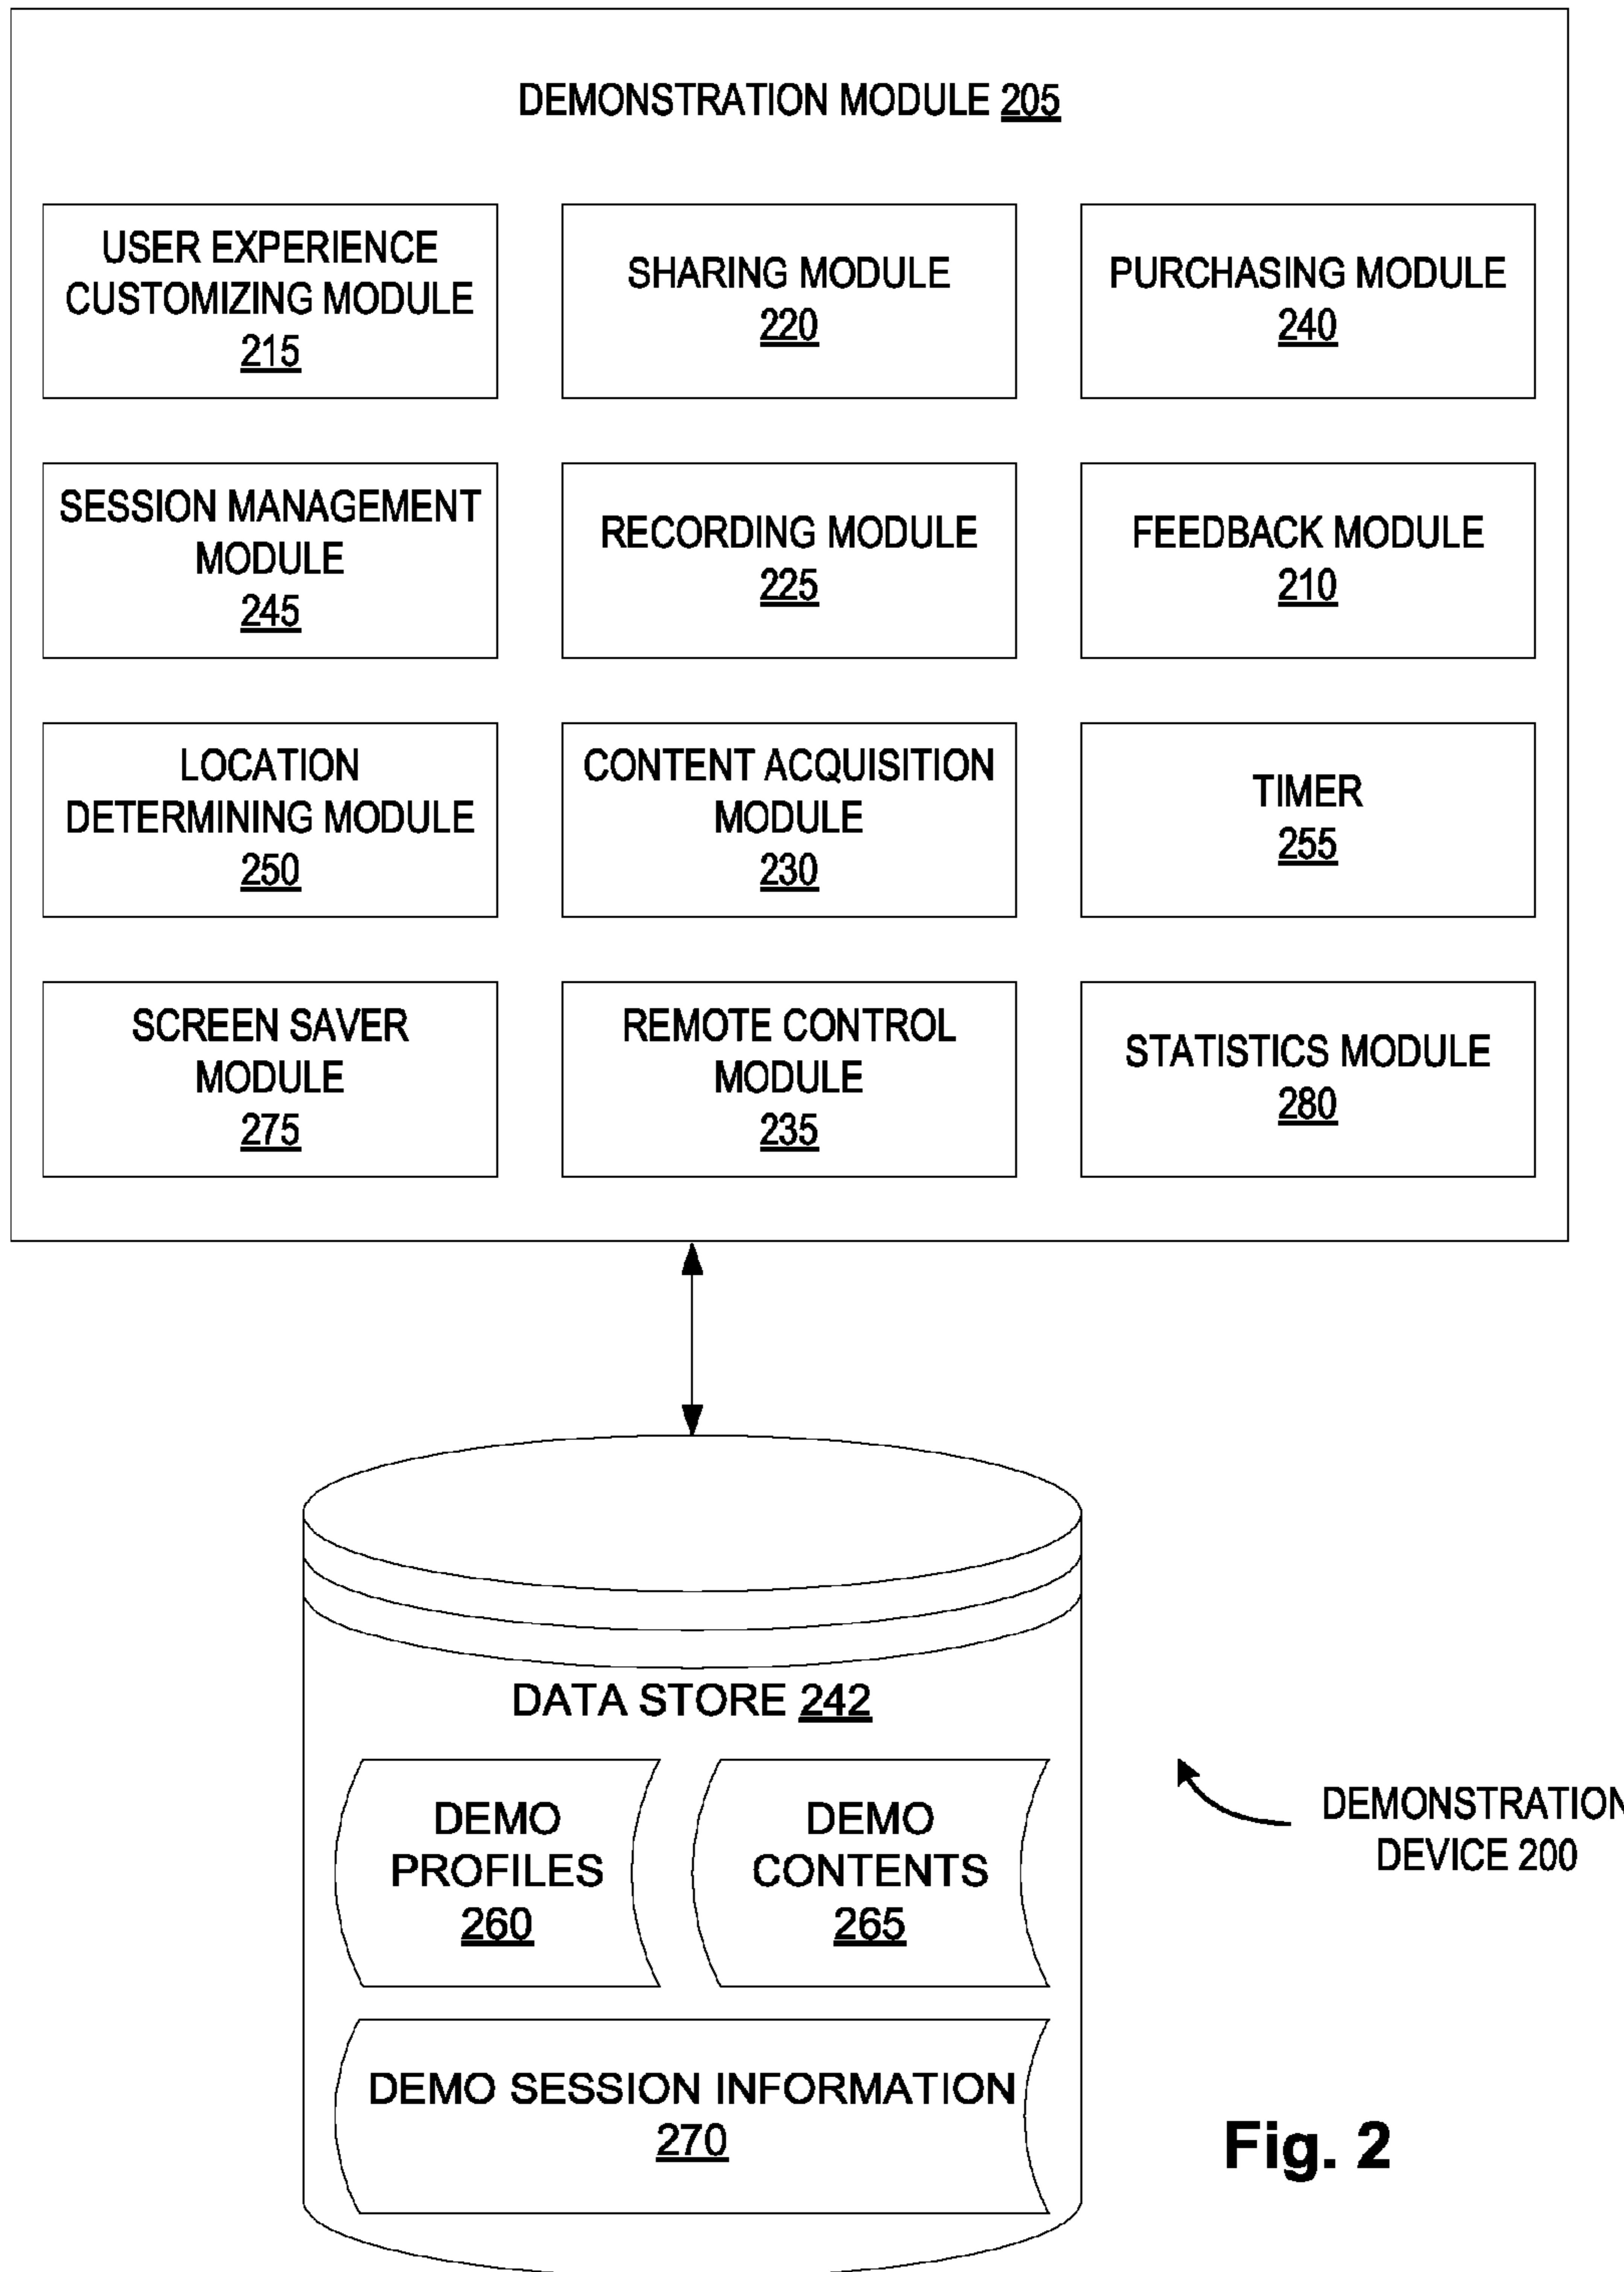 DEMONSTRATION MODULE 205
USER EXPERIENCE
CUSTOMIZING MODULE
215
SHARING MODULE
220
PURCHASING MODULE
240
SESSION MANAGEMENT
MODULE
245
RECORDING MODULE
225
FEEDBACK MODULE
210
LOCATION
DETERMINING MODULE
250
CONTENT ACQUISITION
MODULE
230
TIMER
255
SCREEN SAVER
MODULE
275
REMOTE CONTROL
MODULE
235
STATISTICS MODULE
280
DATA STORE 242
DEMO
PROFILES
260
DEMO
CONTENTS
265
DEMONSTRATION
DEVICE 200
DEMO SESSION INFORMATION
270
Fig. 2